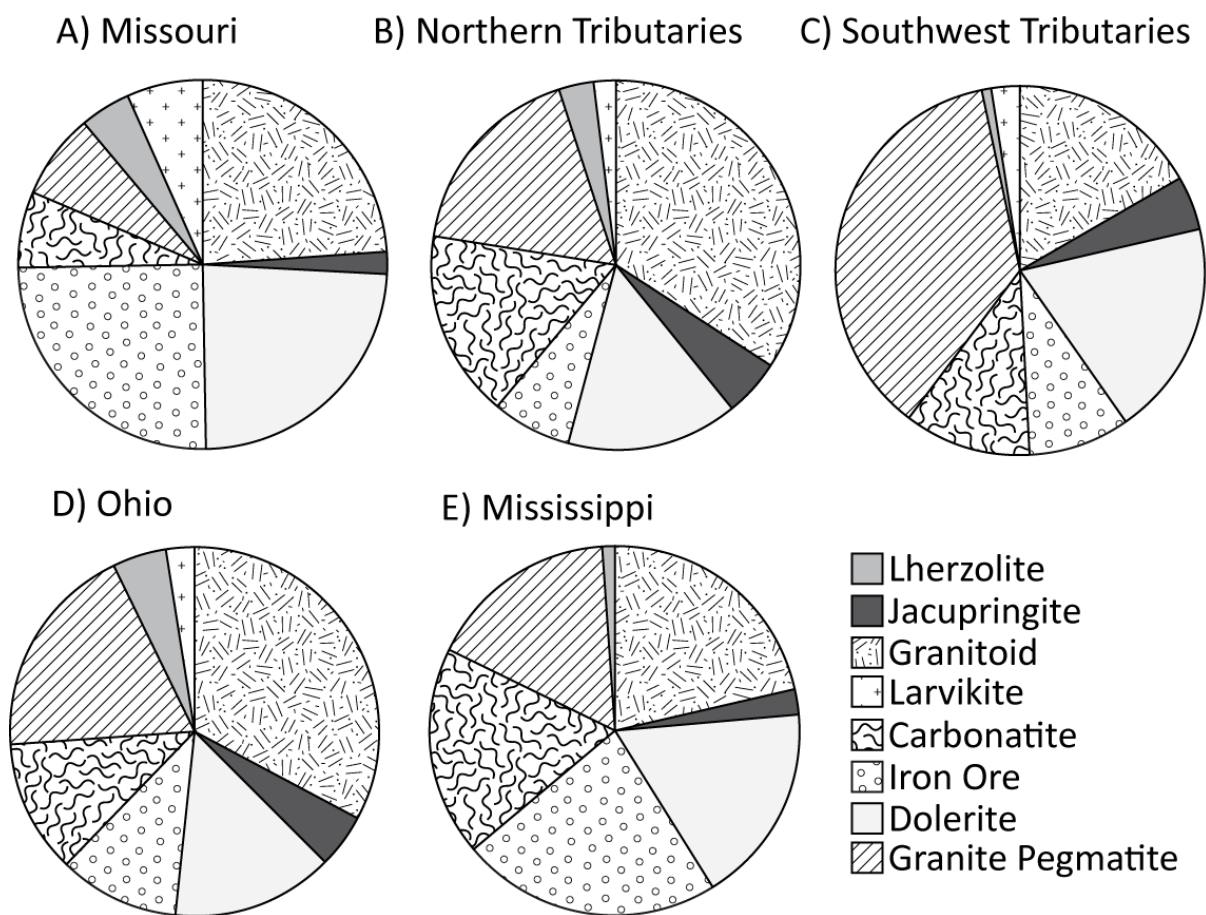 A) Missouri
B) Northern Tributaries
C) Southwest Tributaries
D) Ohio
E) Mississippi
Lherzolite
Jacupringite
Granitoid
Larvikite
Carbonatite
Iron Ore
Dolerite
Granite Pegmatite